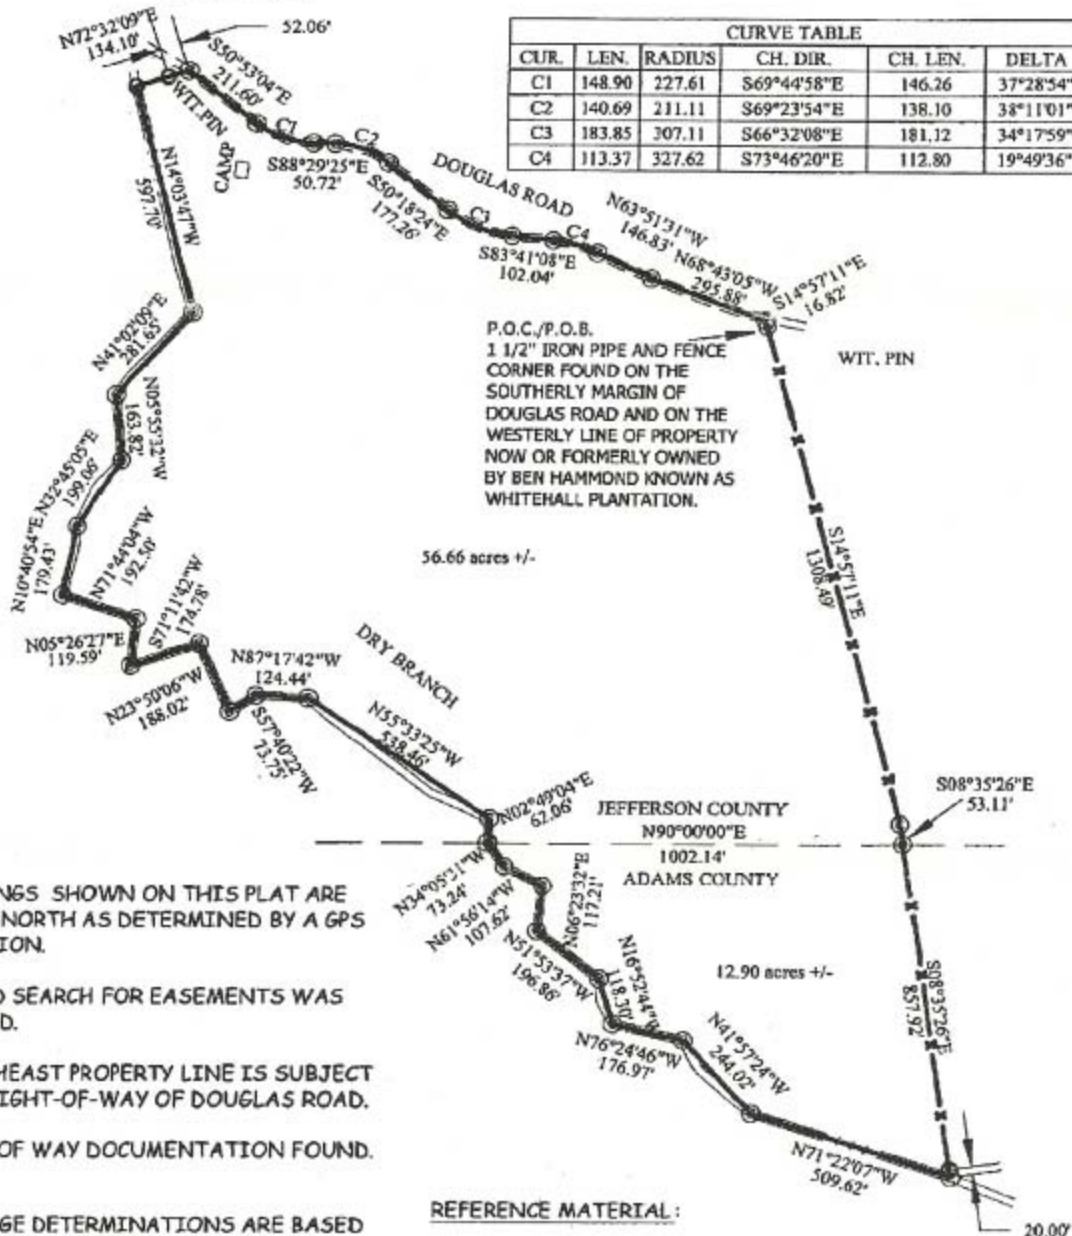 52.06'
N72°32'09"E
134.10'
S50°53'04"E
211.60'
WIT. PIN
CAMP
C1
S88°29'25"E
50.72'
C2
S50°18'24"E
177.26'
DOUGLAS ROAD
C3
S83°41'08"E
102.04'
C4
N63°51'31"W
146.83'
N68°43'05"W
295.88'
S14°57'11"E
16.82'
WIT. PIN
CURVE TABLE
CUR. LEN. RADIUS CH. DIR. CH. LEN. DELTA
C1 148.90 227.61 S69°44'58"E 146.26 37°28'54"
C2 140.69 211.11 S69°23'54"E 138.10 38°11'01"
C3 183.85 307.11 S66°32'08"E 181.12 34°17'59"
C4 113.37 327.62 S73°46'20"E 112.80 19°49'36"
P.O.C./P.O.B.
1 1/2" IRON PIPE AND FENCE
CORNER FOUND ON THE
SOUTHERLY MARGIN OF
DOUGLAS ROAD AND ON THE
WESTERLY LINE OF PROPERTY
NOW OR FORMERLY OWNED
BY BEN HAMMOND KNOWN AS
WHITEHALL PLANTATION.
N14°03'47"W
597.70'
N41°02'09"E
281.65'
N05°55'32"W
163.82'
N32°45'05"E
199.06'
N10°40'54"E
179.43'
N71°44'04"W
192.50'
N05°26'27"E
119.59'
S71°11'42"W
174.78'
N23°50'06"W
188.02'
S57°40'22"W
73.75'
N87°17'42"W
124.44'
DRY BRANCH
N55°33'25"W
538.46'
56.66 acres +/-
S14°57'11"E
1308.49'
N02°49'04"E
62.06'
JEFFERSON COUNTY
N90°00'00"E
1002.14'
ADAMS COUNTY
S08°35'26"E
53.11'
N34°05'31"W
73.24'
N61°56'14"W
107.62'
N06°23'32"E
117.21'
N51°53'37"W
196.86'
N16°52'44"W
118.30'
N76°24'46"W
176.97'
N41°57'24"W
244.02'
12.90 acres +/-
S08°35'26"E
857.92'
N71°22'07"W
509.62'
20.00'
NGS SHOWN ON THIS PLAT ARE
NORTH AS DETERMINED BY A GPS
ION.
O SEARCH FOR EASEMENTS WAS
D.
HEAST PROPERTY LINE IS SUBJECT
IGHT-OF-WAY OF DOUGLAS ROAD.
OF WAY DOCUMENTATION FOUND.
GE DETERMINATIONS ARE BASED
REFERENCE MATERIAL: